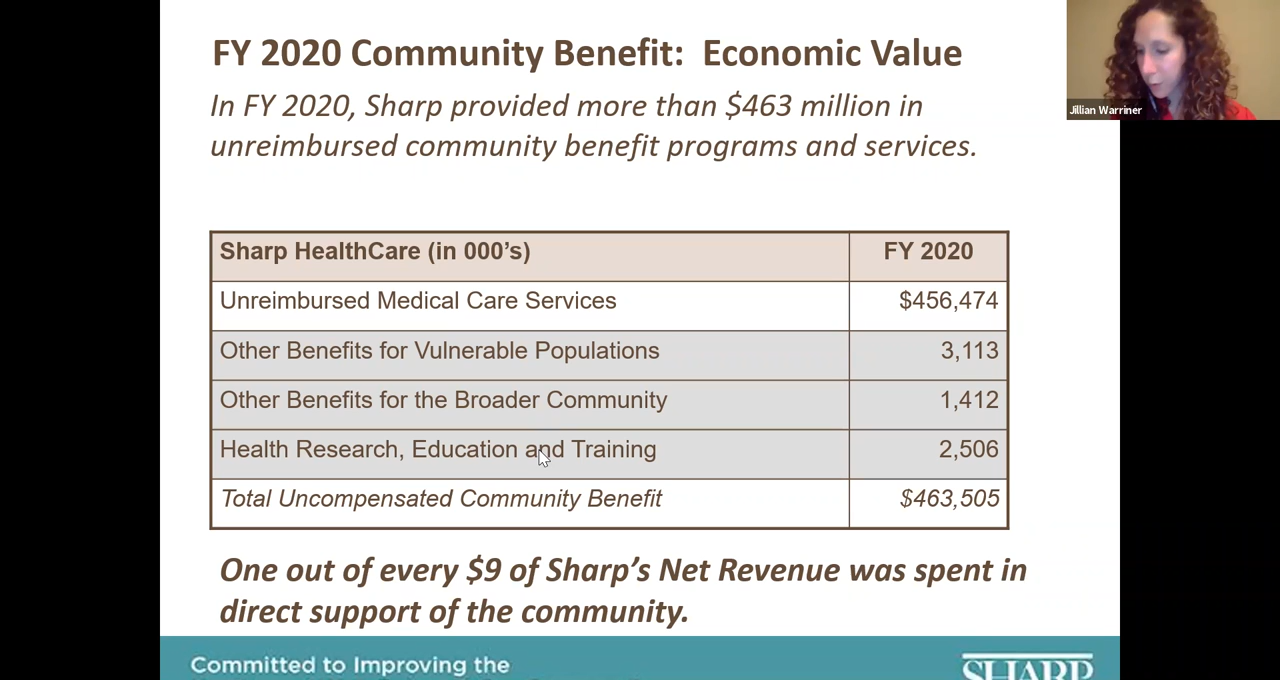 FY 2020 Community Benefit: Economic Value
In FY 2020, Sharp provided more than $463 million in
unreimbursed community benefit programs and services.
Jillian Warriner
Sharp HealthCare (in 000’s) FY 2020
Unreimbursed Medical Care Services $456,474
Other Benefits for Vulnerable Populations 3,113
Other Benefits for the Broader Community 1,412
Health Research, Education and Training 2,506
Total Uncompensated Community Benefit $463,505
One out of every $9 of Sharp’s Net Revenue was spent in
direct support of the community.
Committed to Improving the
SHARP